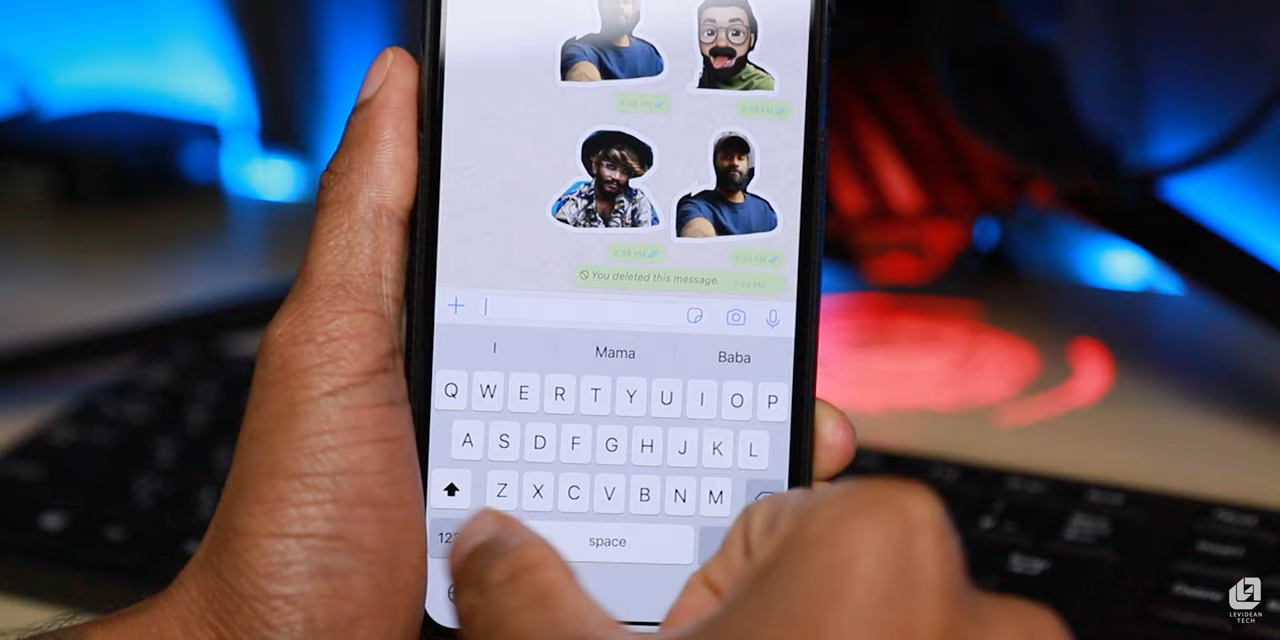 You deleted this message.
I Mama Baba
Q W E R T Y U I O P
A S D F G H J K L
Z X C V B N M
space
LEVIDEAN
TECH